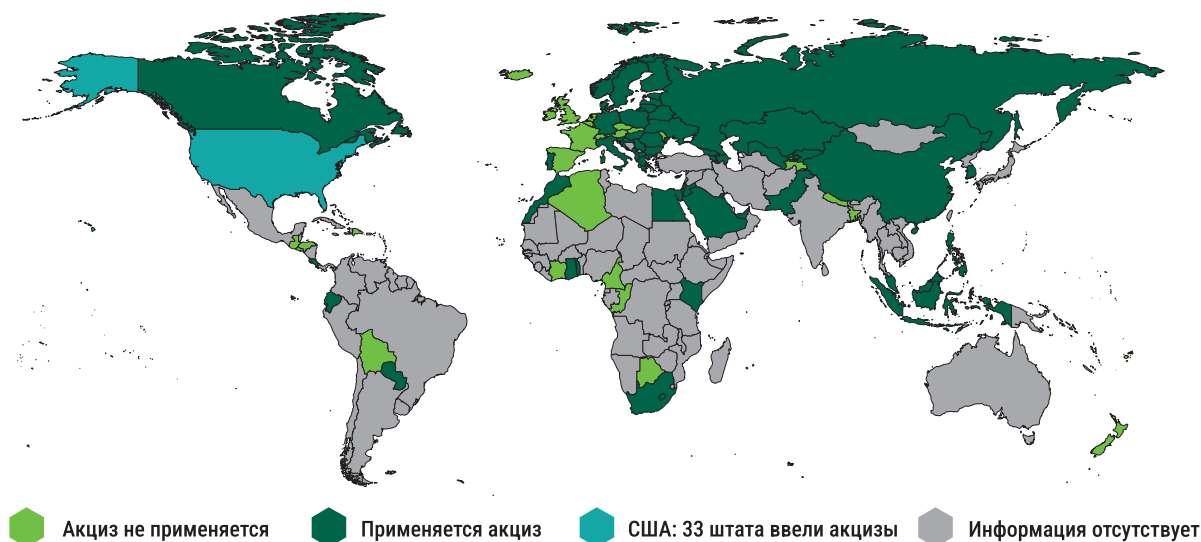 Акциз не применяется
Применяется акциз
США: 33 штата ввели акцизы
Информация отсутствует